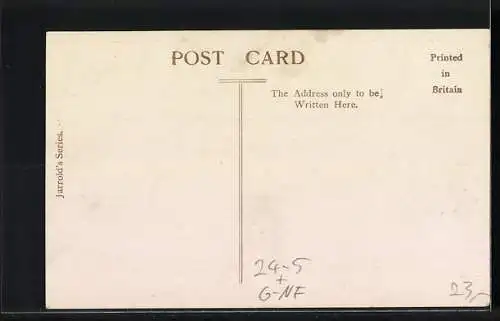 POST CARD
Printed
in
Britain
The Address only to be
Written Here.
Jarrold's Series.
24-5
+
G-NF
23,-